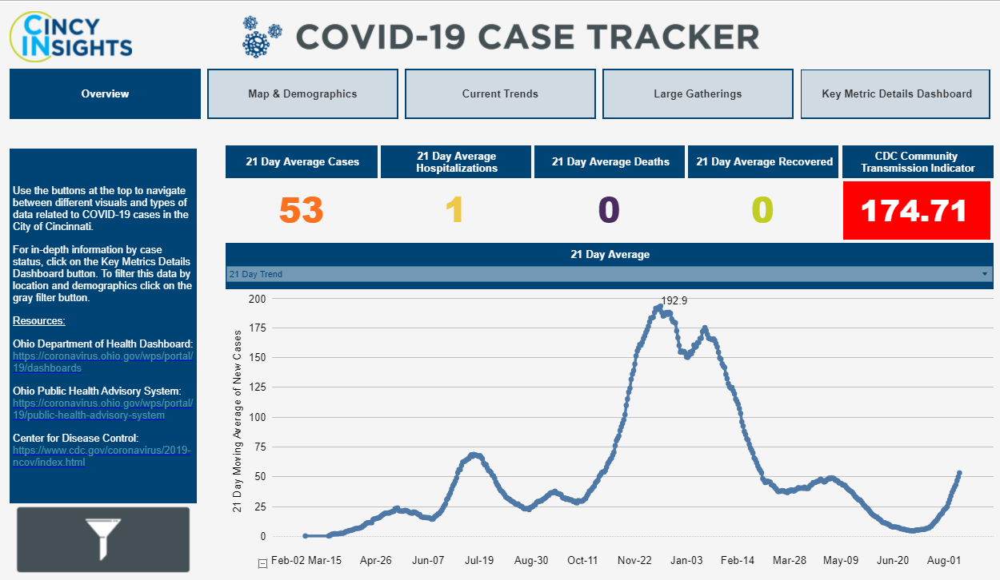 CINCY
INSIGHTS
COVID-19 CASE TRACKER
Overview
Map & Demographics
Current Trends
Large Gatherings
Key Metric Details Dashboard
Use the buttons at the top to navigate
between different visuals and types of
data related to COVID-19 cases in the
City of Cincinnati.
For in-depth information by case
status, click on the Key Metrics Details
Dashboard button. To filter this data by
location and demographics click on the
gray filter button.
Resources:
Ohio Department of Health Dashboard:
https://coronavirus.ohio.gov/wps/portal/
19/dashboards
Ohio Public Health Advisory System:
https://coronavirus.ohio.gov/wps/portal/
19/public-health-advisory-system
Center for Disease Control:
https://www.cdc.gov/coronavirus/2019-
ncov/index.html
21 Day Average Cases
53
21 Day Average
Hospitalizations
1
21 Day Average Deaths
0
21 Day Average Recovered
0
CDC Community
Transmission Indicator
174.71
21 Day Average
21 Day Trend
21 Day Moving Average of New Cases
200
175
150
125
100
75
50
25
0
192.9
Feb-02 Mar-15 Apr-26 Jun-07 Jul-19 Aug-30 Oct-11 Nov-22 Jan-03 Feb-14 Mar-28 May-09 Jun-20 Aug-01